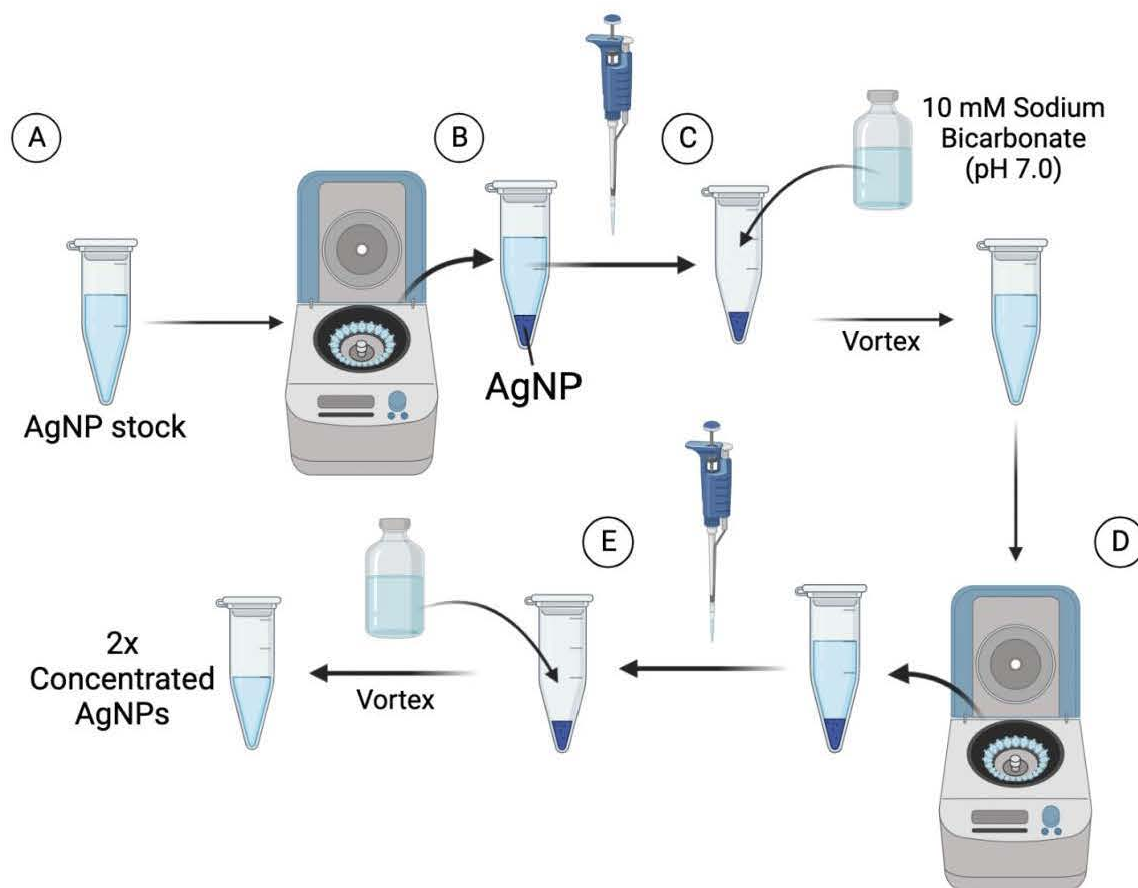 A
B
C
10 mM Sodium
Bicarbonate
(pH 7.0)
AgNP stock
AgNP
Vortex
D
E
2x
Concentrated
AgNPs
Vortex